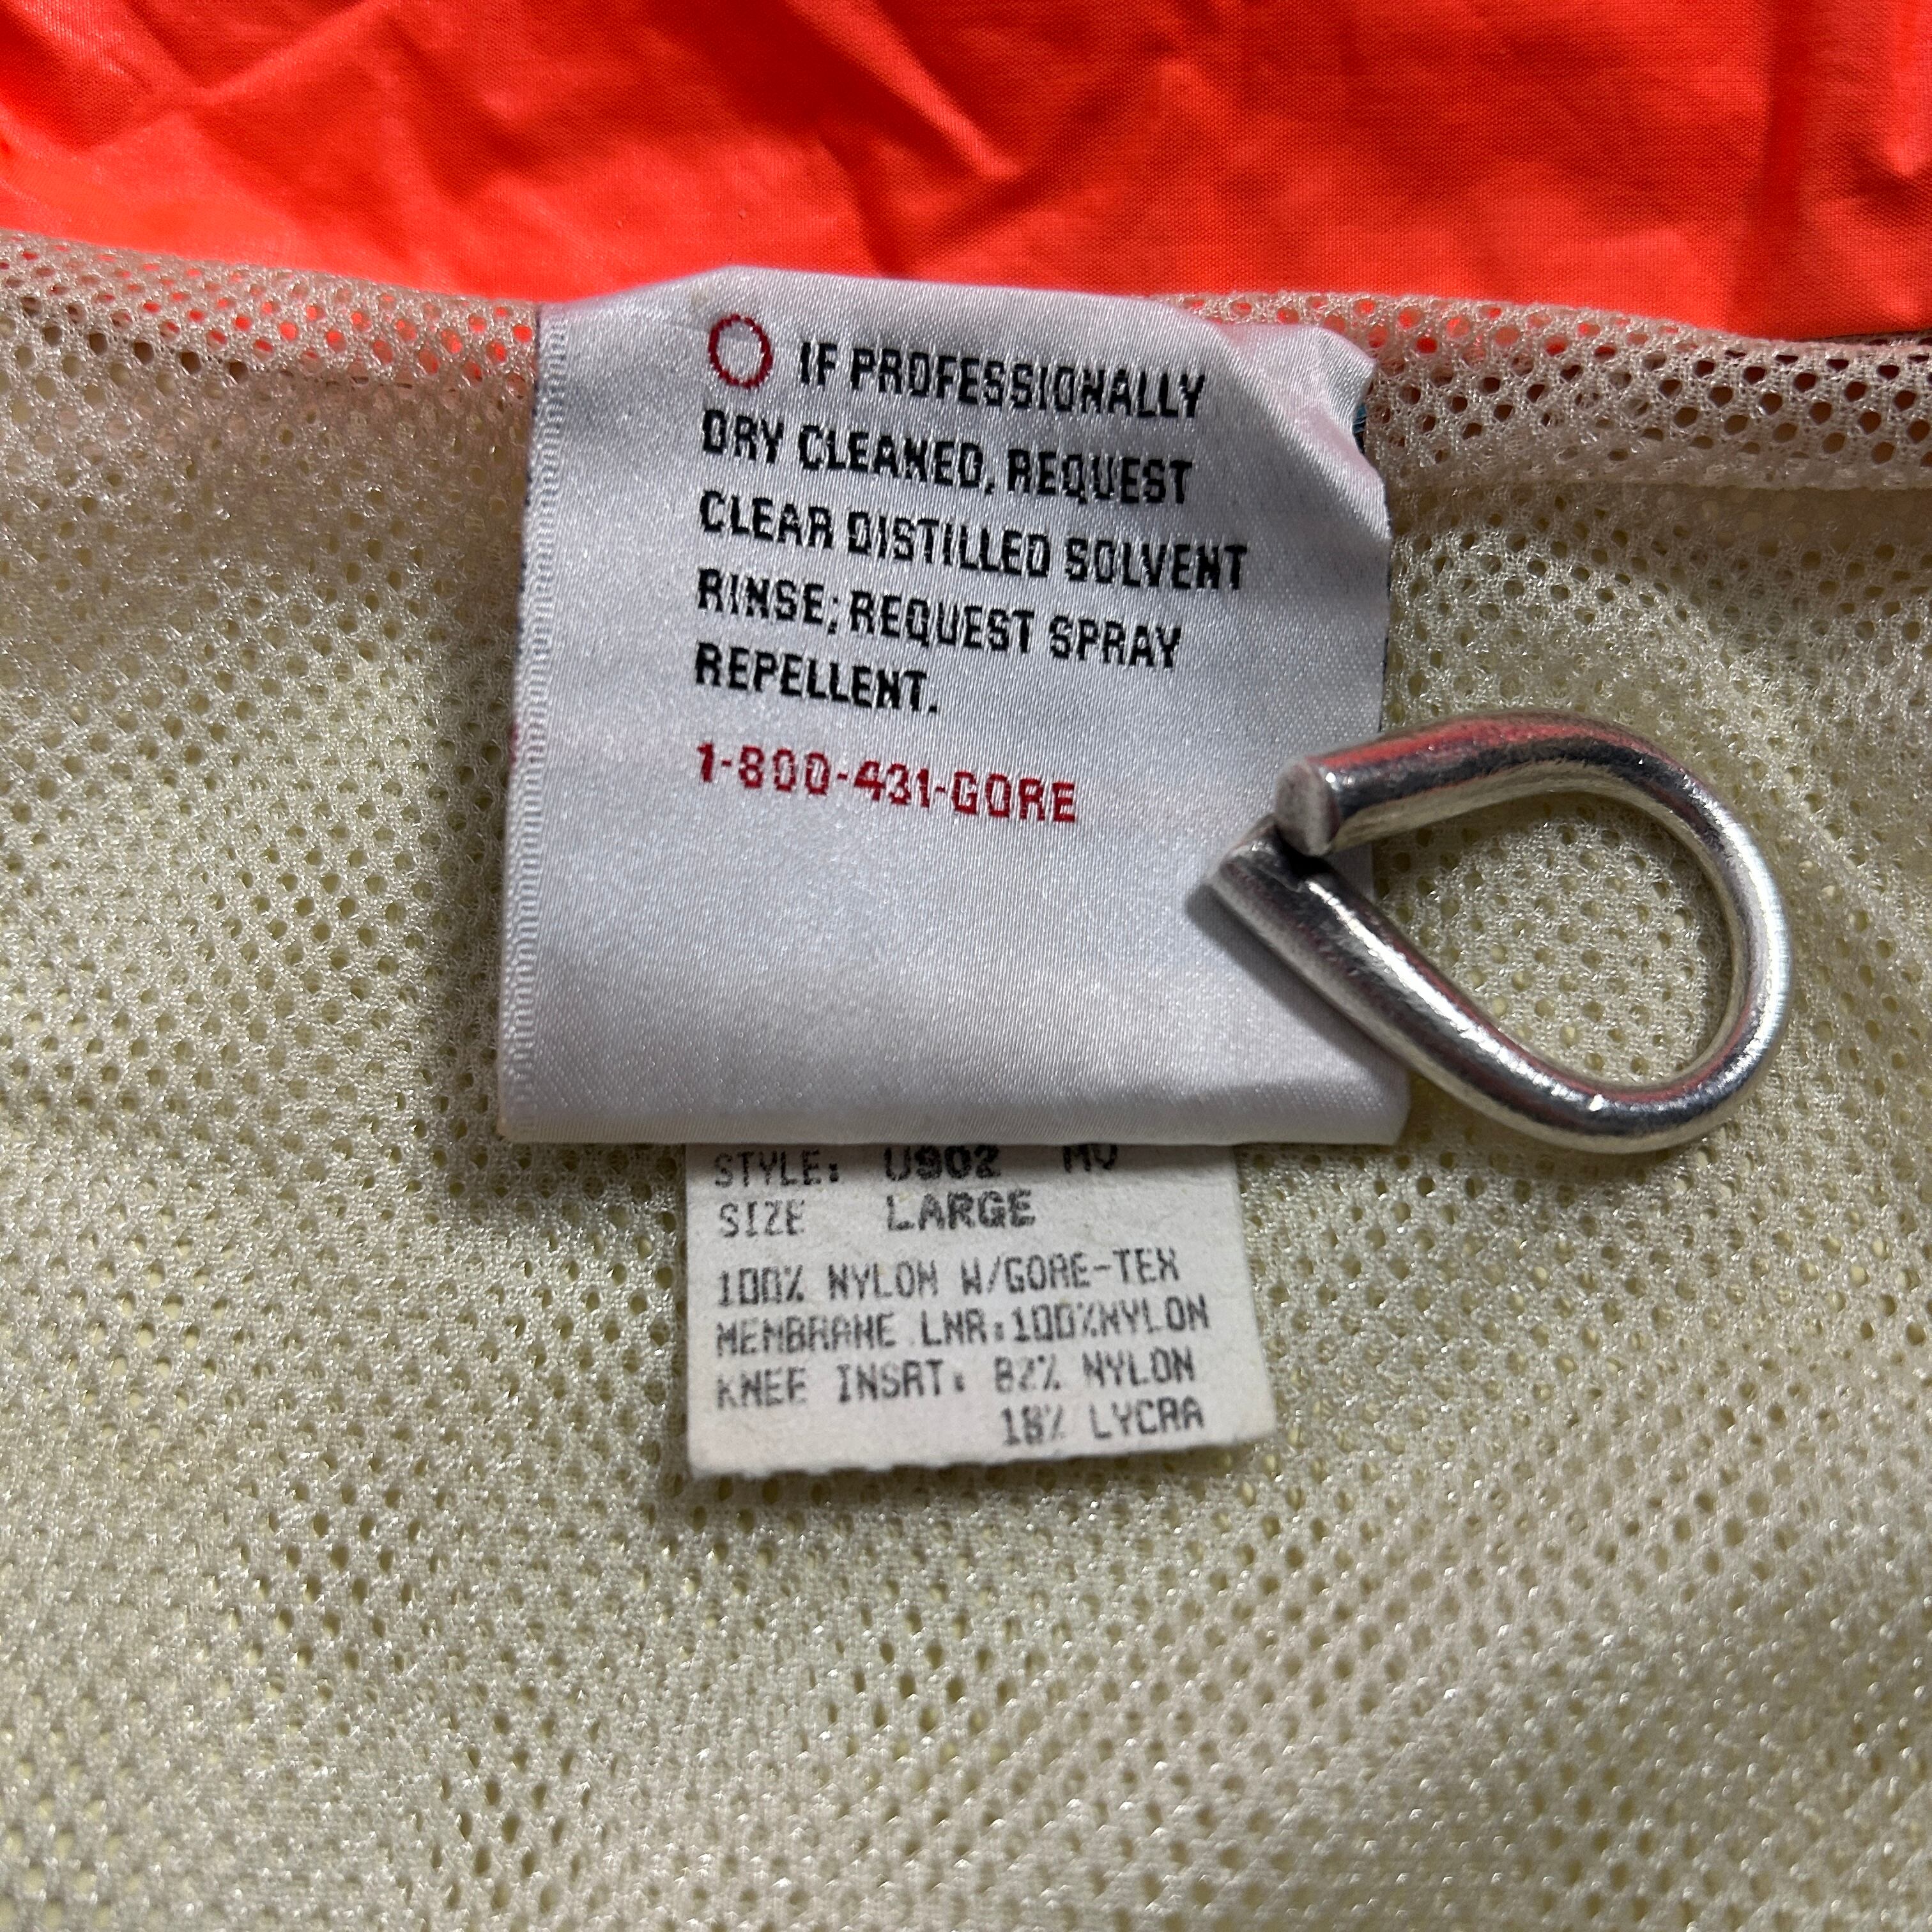 IF PROFESSIONALLY
DRY CLEANED, REQUEST
CLEAR DISTILLED SOLVENT
RINSE; REQUEST SPRAY
REPELLENT.
1-800-431-GORE
STYLE: U902 MV
SIZE LARGE
100% NYLON W/GORE-TEX
MEMBRANE LNR:100%NYLON
KNEE INSRT: 82% NYLON
18% LYCRA